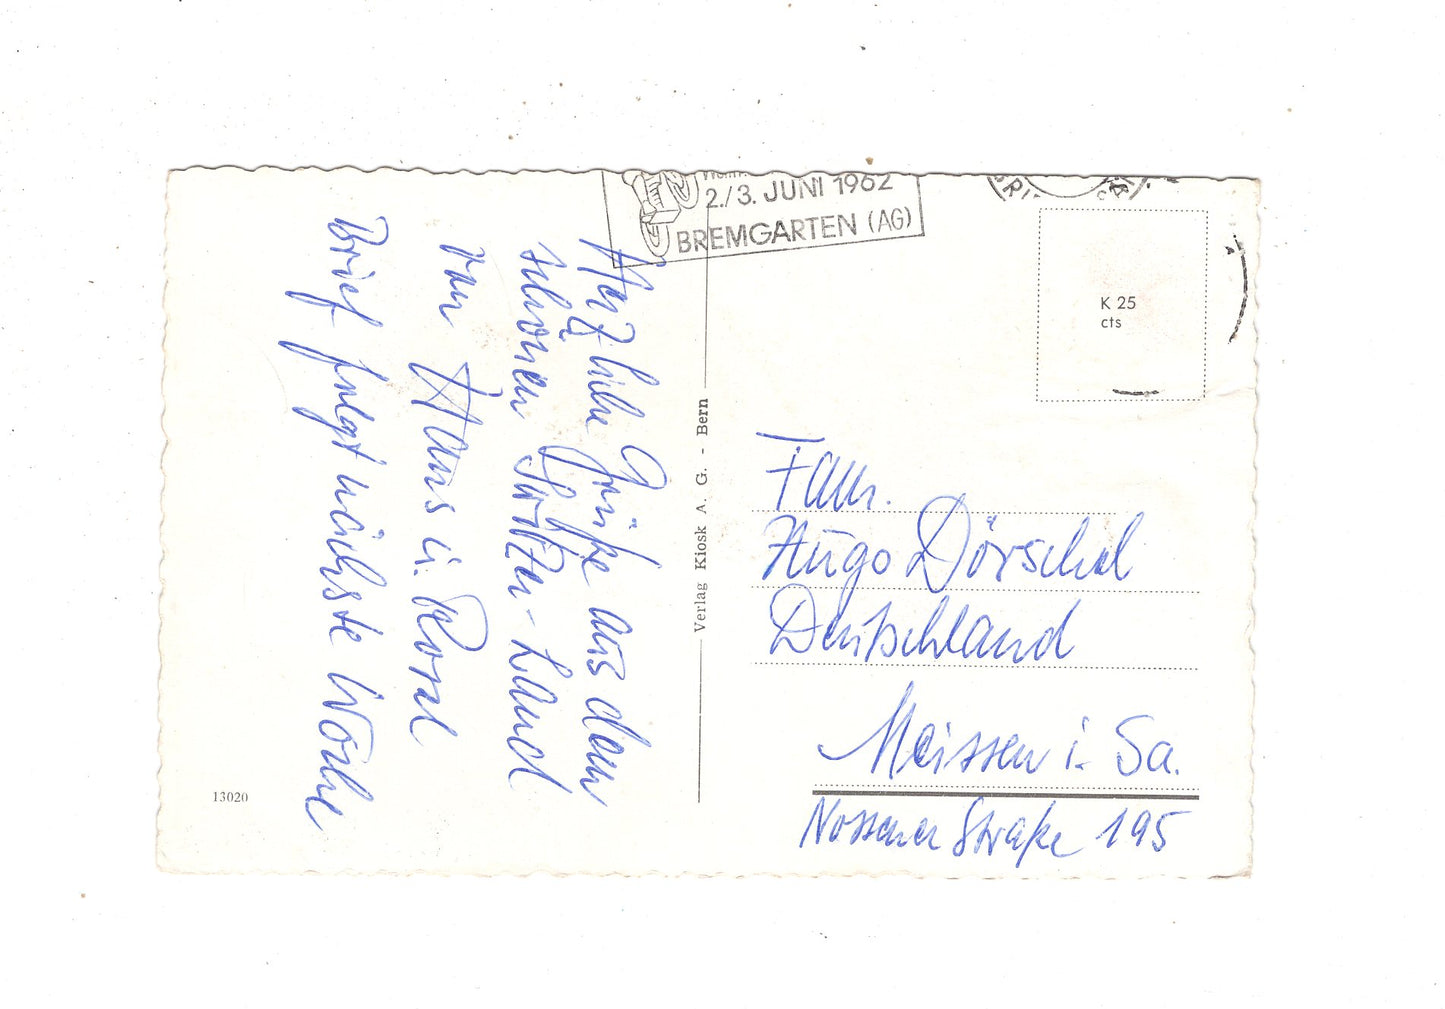 2./3. JUNI 1962
BREMGARTEN (AG)
K 25
cts
Herzliche Grüße aus dem
schönen Schweizer-Land
von Hans u. Rosel
Brief folgt nächste Woche
Verlag Kiosk A. G. - Bern
Fam.
Hugo Dörschel
Deutschland
Meissen i. Sa.
Nossener Straße 195
13020